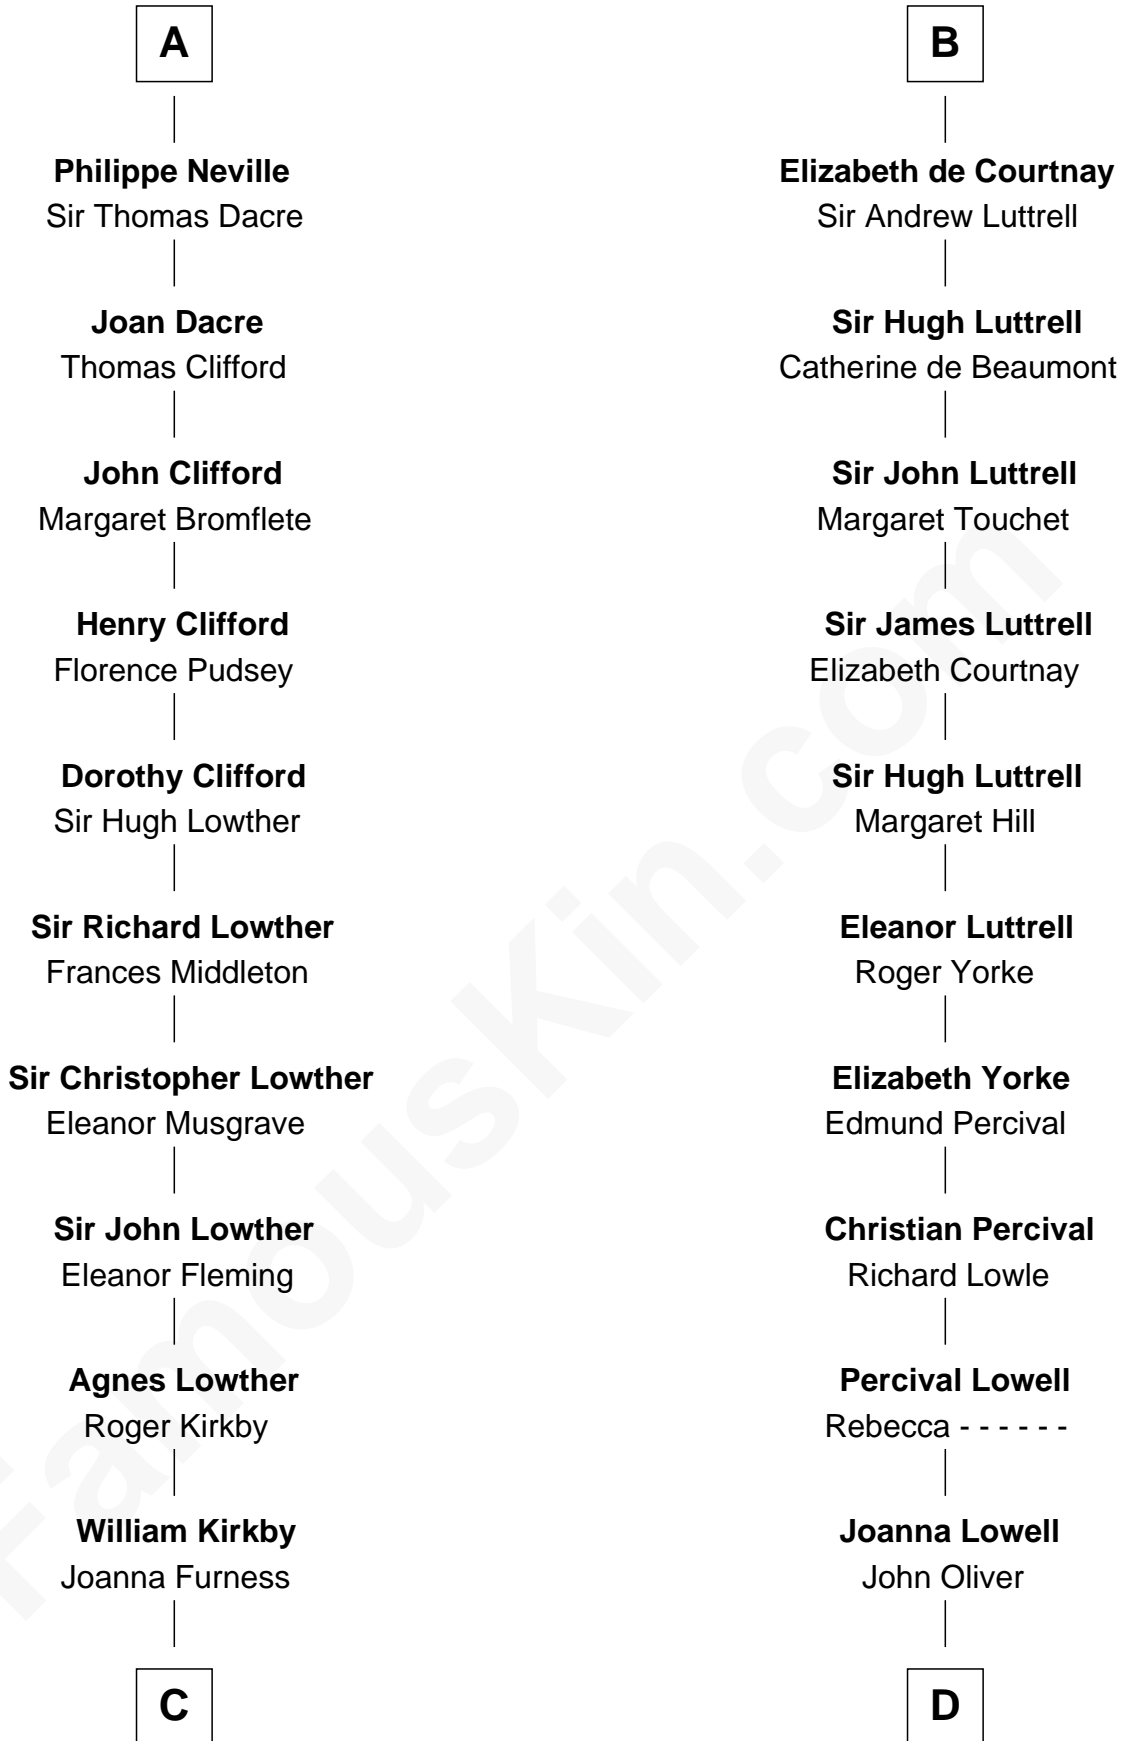 A
Philippe Neville
Sir Thomas Dacre
Joan Dacre
Thomas Clifford
John Clifford
Margaret Bromflete
Henry Clifford
Florence Pudsey
Dorothy Clifford
Sir Hugh Lowther
Sir Richard Lowther
Frances Middleton
Sir Christopher Lowther
Eleanor Musgrave
Sir John Lowther
Eleanor Fleming
Agnes Lowther
Roger Kirkby
William Kirkby
Joanna Furness
C
B
Elizabeth de Courtnay
Sir Andrew Luttrell
Sir Hugh Luttrell
Catherine de Beaumont
Sir John Luttrell
Margaret Touchet
Sir James Luttrell
Elizabeth Courtnay
Sir Hugh Luttrell
Margaret Hill
Eleanor Luttrell
Roger Yorke
Elizabeth Yorke
Edmund Percival
Christian Percival
Richard Lowle
Percival Lowell
Rebecca - - - - - -
Joanna Lowell
John Oliver
D
FamousKin.com